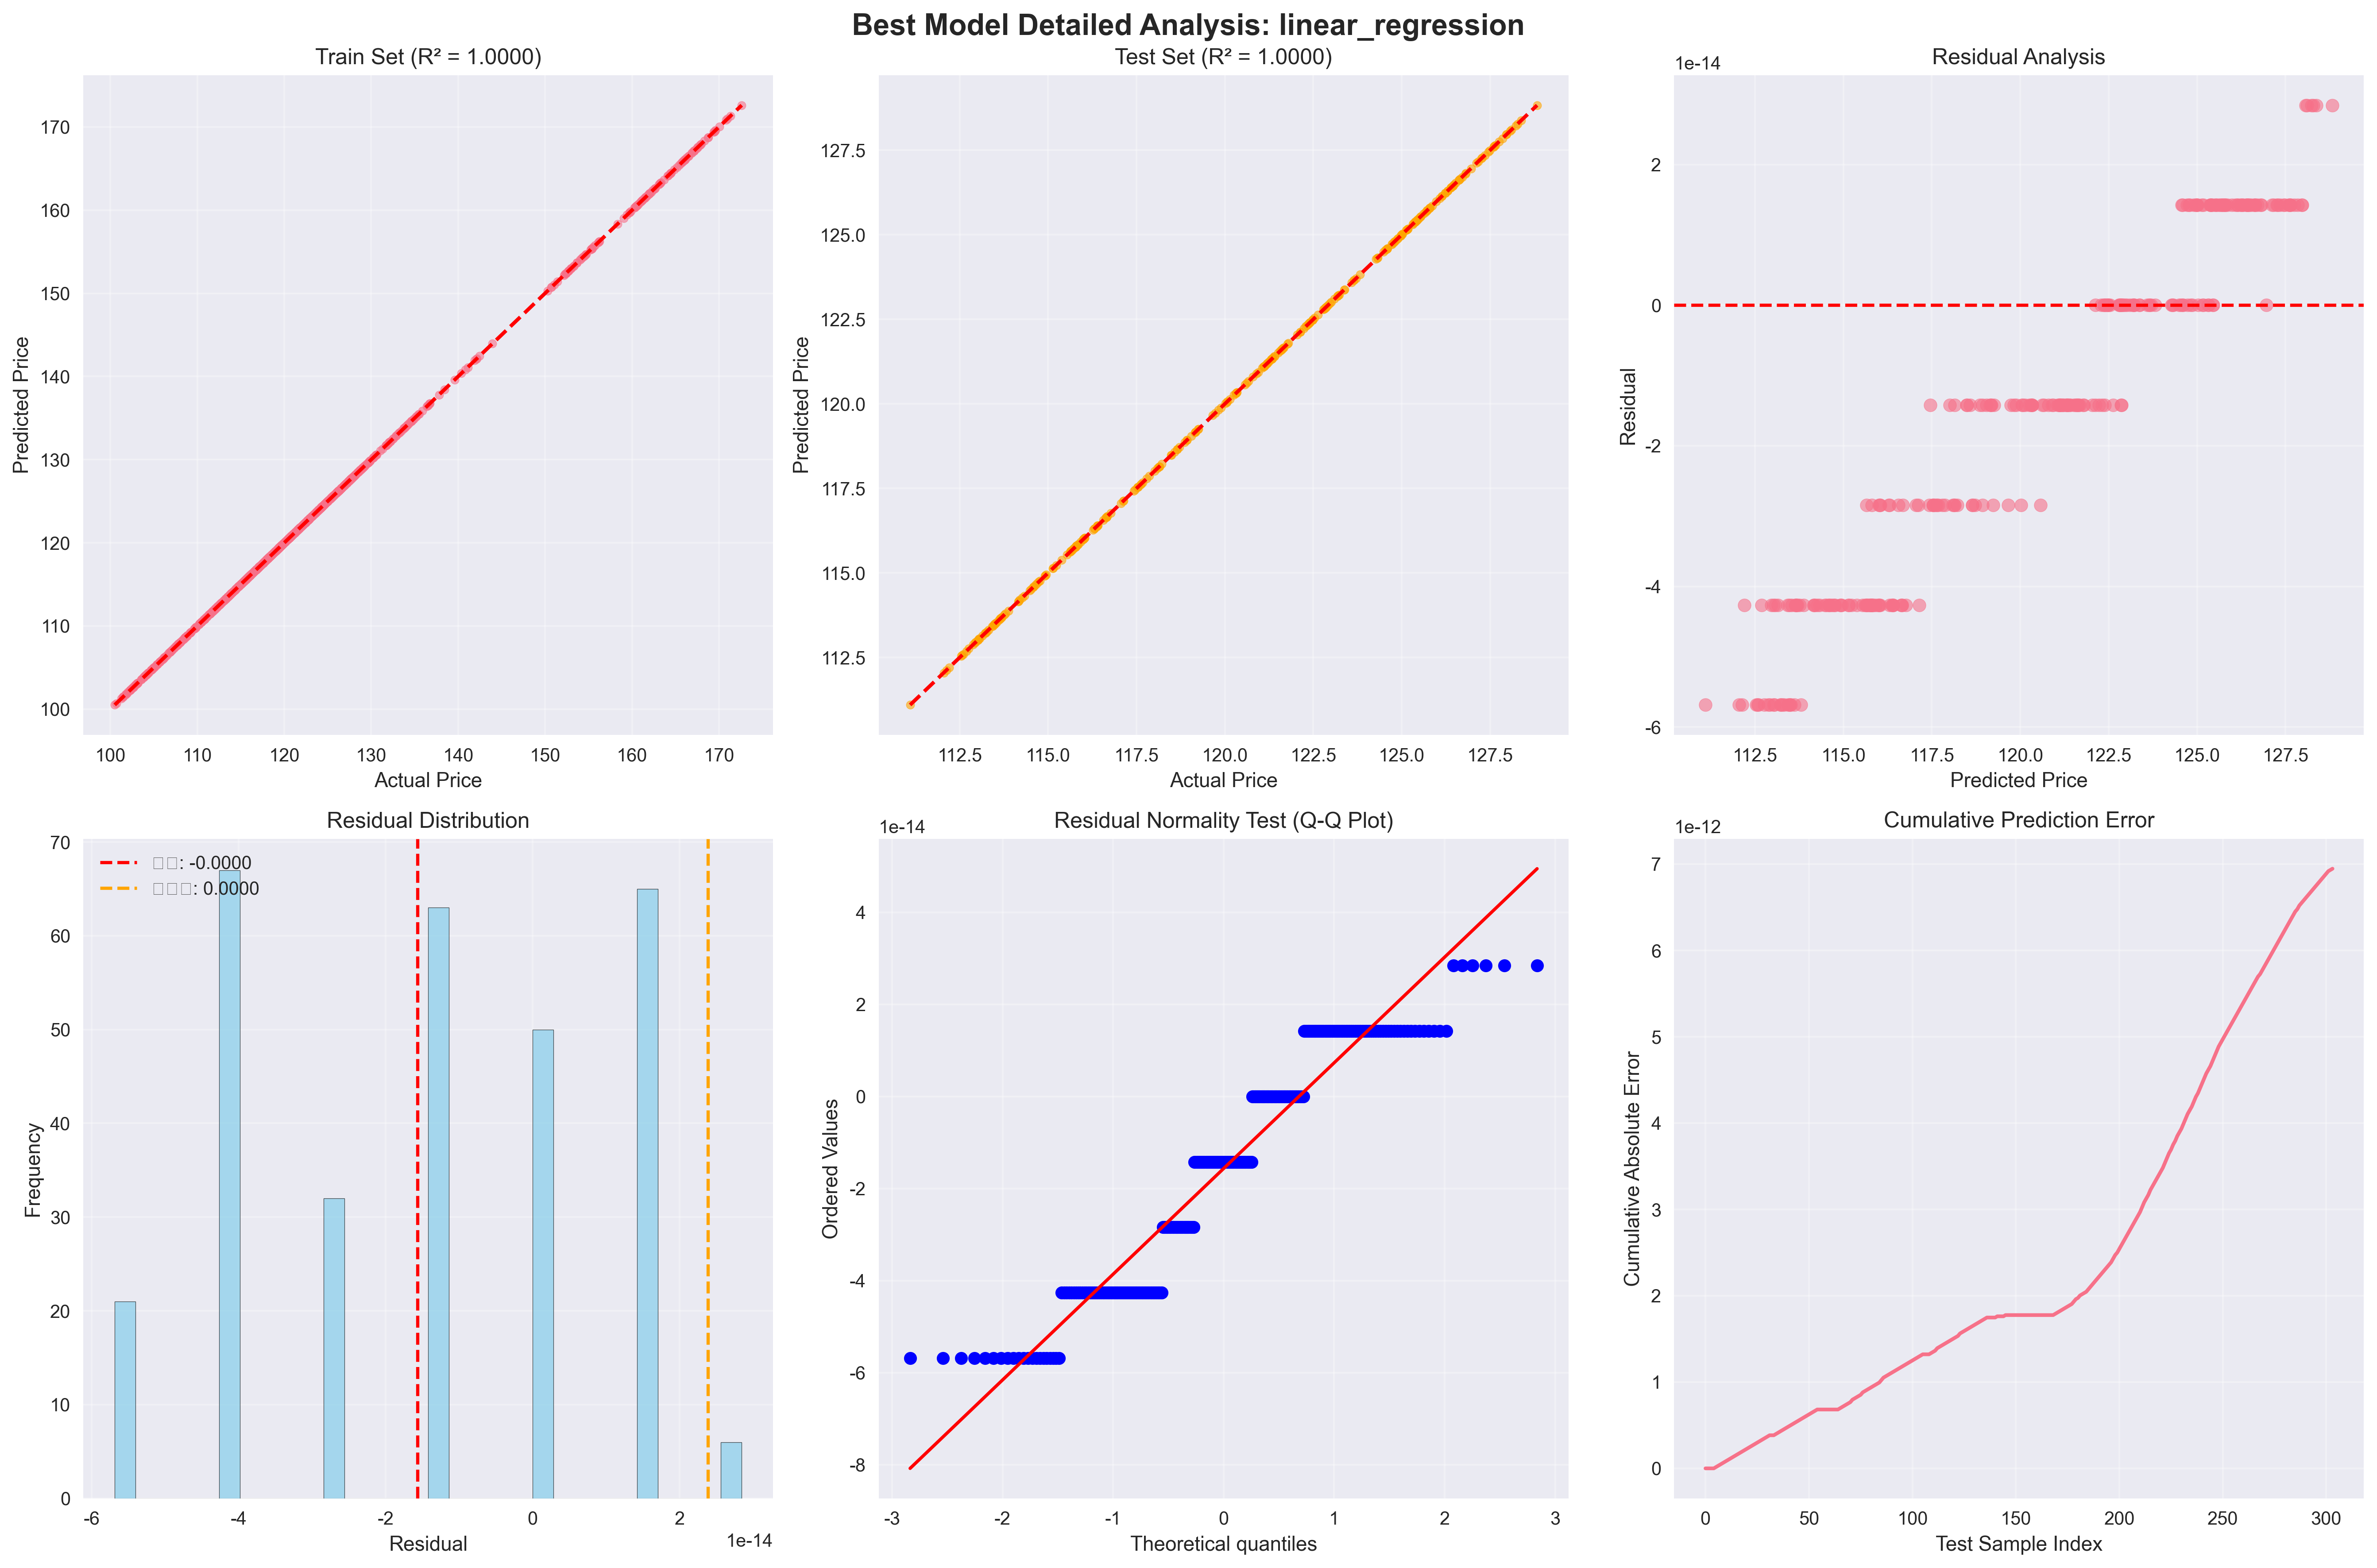 Best Model Detailed Analysis: linear_regression
Train Set (R² = 1.0000)
170
160
150
140
130
120
110
100
Predicted Price
100 110 120 130 140 150 160 170
Actual Price
Test Set (R² = 1.0000)
127.5
125.0
122.5
120.0
117.5
115.0
112.5
Predicted Price
112.5 115.0 117.5 120.0 122.5 125.0 127.5
Actual Price
Residual Analysis
1e-14
2
0
-2
-4
-6
Residual
112.5 115.0 117.5 120.0 122.5 125.0 127.5
Predicted Price
Residual Distribution
: -0.0000
: 0.0000
70
60
50
40
30
20
10
0
Frequency
-6 -4 -2 0 2
1e-14
Residual
Residual Normality Test (Q-Q Plot)
1e-14
4
2
0
-2
-4
-6
-8
Ordered Values
-3 -2 -1 0 1 2 3
Theoretical quantiles
Cumulative Prediction Error
1e-12
7
6
5
4
3
2
1
0
Cumulative Absolute Error
0 50 100 150 200 250 300
Test Sample Index